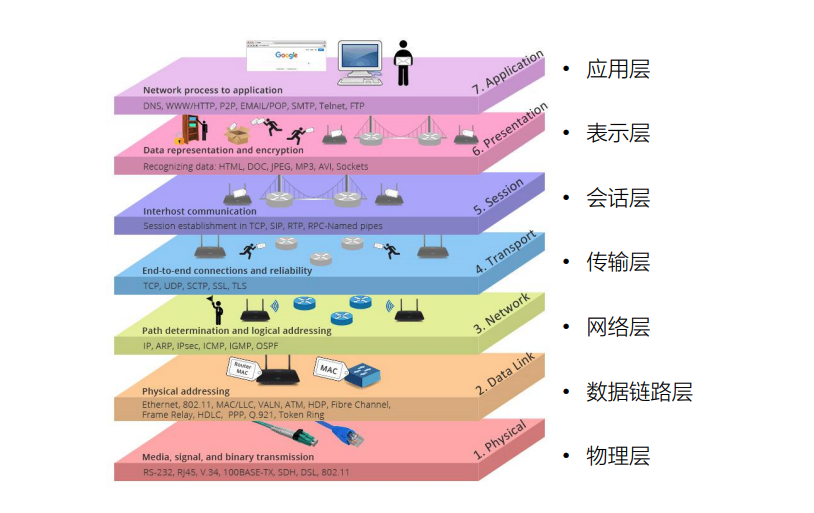 Google
7. Application
Network process to application
DNS, WWW/HTTP, P2P, EMAIL/POP, SMTP, Telnet, FTP
• 应用层
6. Presentation
Data representation and encryption
Recognizing data: HTML, DOC, JPEG, MP3, AVI, Sockets
• 表示层
5. Session
Interhost communication
Session establishment in TCP, SIP, RTP, RPC-Named pipes
• 会话层
4. Transport
End-to-end connections and reliability
TCP, UDP, SCTP, SSL, TLS
• 传输层
3. Network
Path determination and logical addressing
IP, ARP, IPsec, ICMP, IGMP, OSPF
• 网络层
Router
MAC
MAC
2. Data Link
Physical addressing
Ethernet, 802.11, MAC/LLC, VALN, ATM, HDP, Fibre Channel,
Frame Relay, HDLC, PPP, Q.921, Token Ring
• 数据链路层
1. Physical
Media, signal, and binary transmission
RS-232, RJ45, V.34, 100BASE-TX, SDH, DSL, 802.11
• 物理层